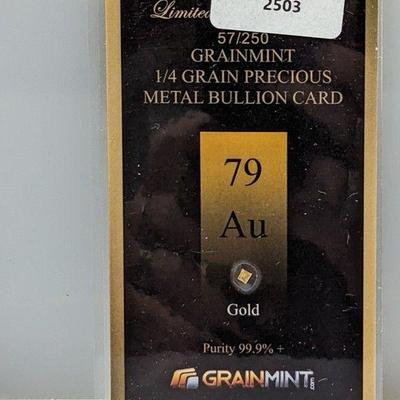 Limited
2503
57/250
GRAINMINT
1/4 GRAIN PRECIOUS
METAL BULLION CARD
79
Au
Gold
Purity 99.9% +
GRAINMINT.com